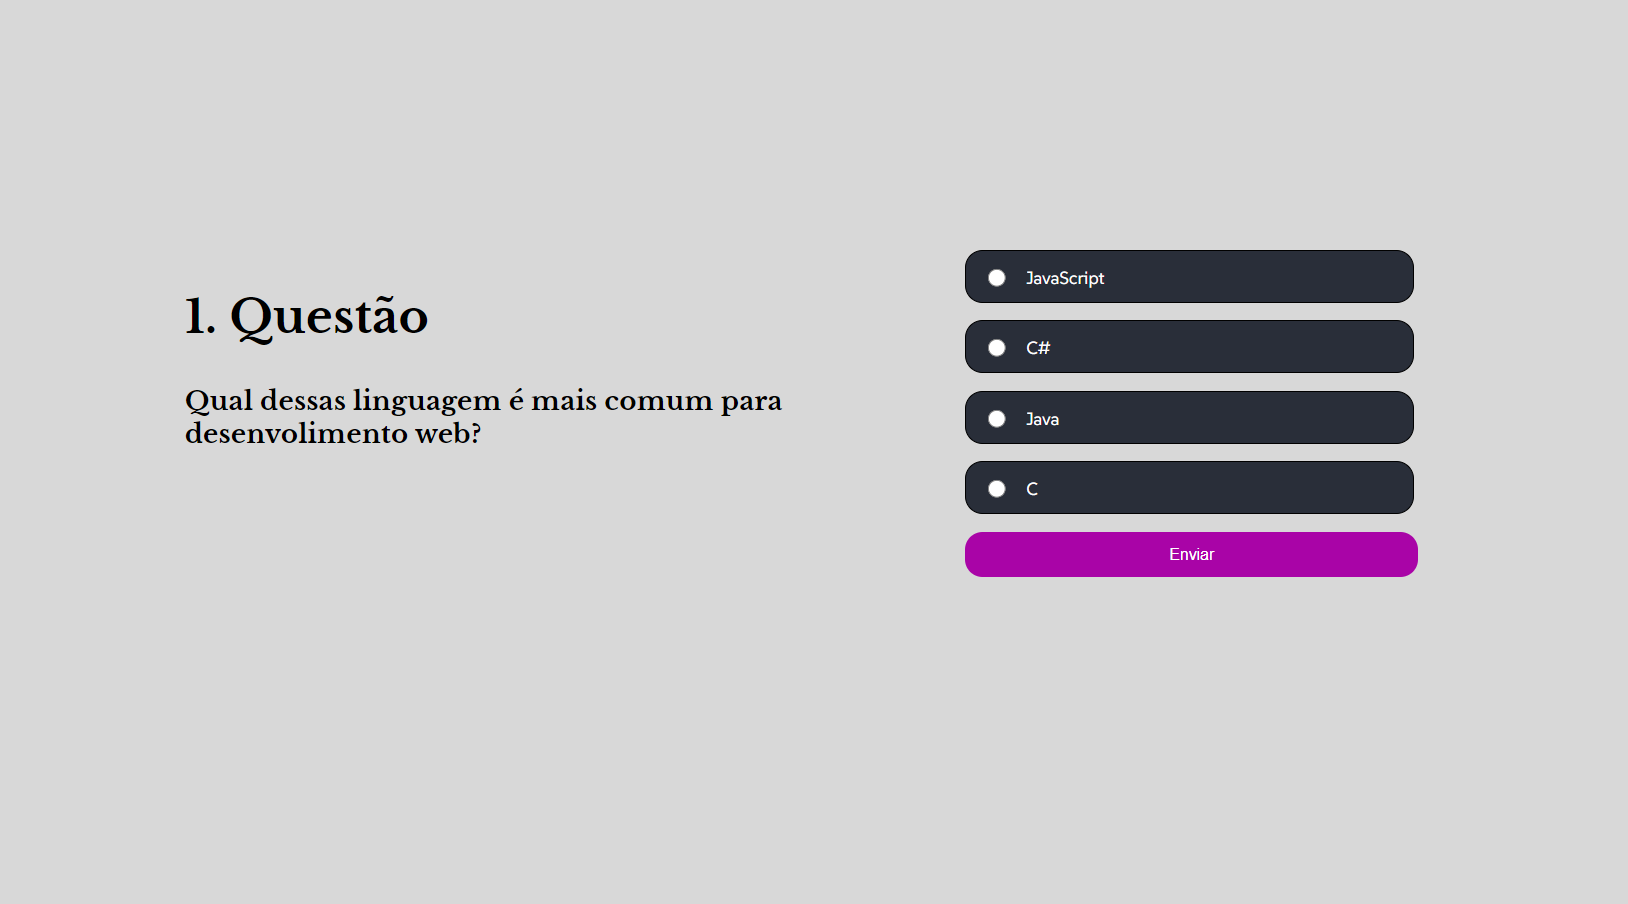 1. Questão
Qual dessas linguagem é mais comum para
desenvolimento web?
JavaScript
C#
Java
C
Enviar